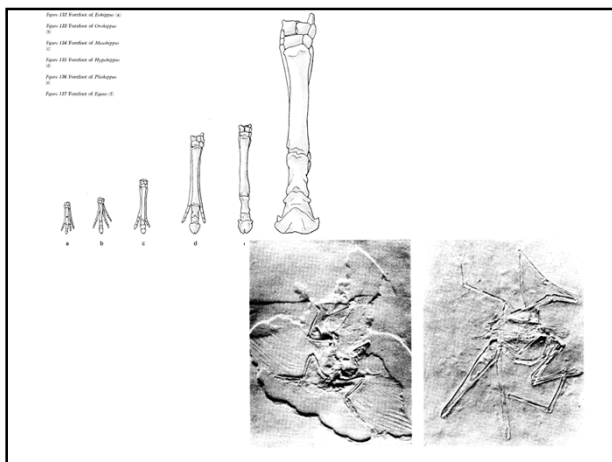 Figure 132 Forefoot of Eohippus (a)
Figure 133 Forefoot of Orohippus
(b)
Figure 134 Forefoot of Mesohippus
(c)
Figure 135 Forefoot of Hypohippus
(d)
Figure 136 Forefoot of Pliohippus
(e)
Figure 137 Forefoot of Equus (f)
a b c d